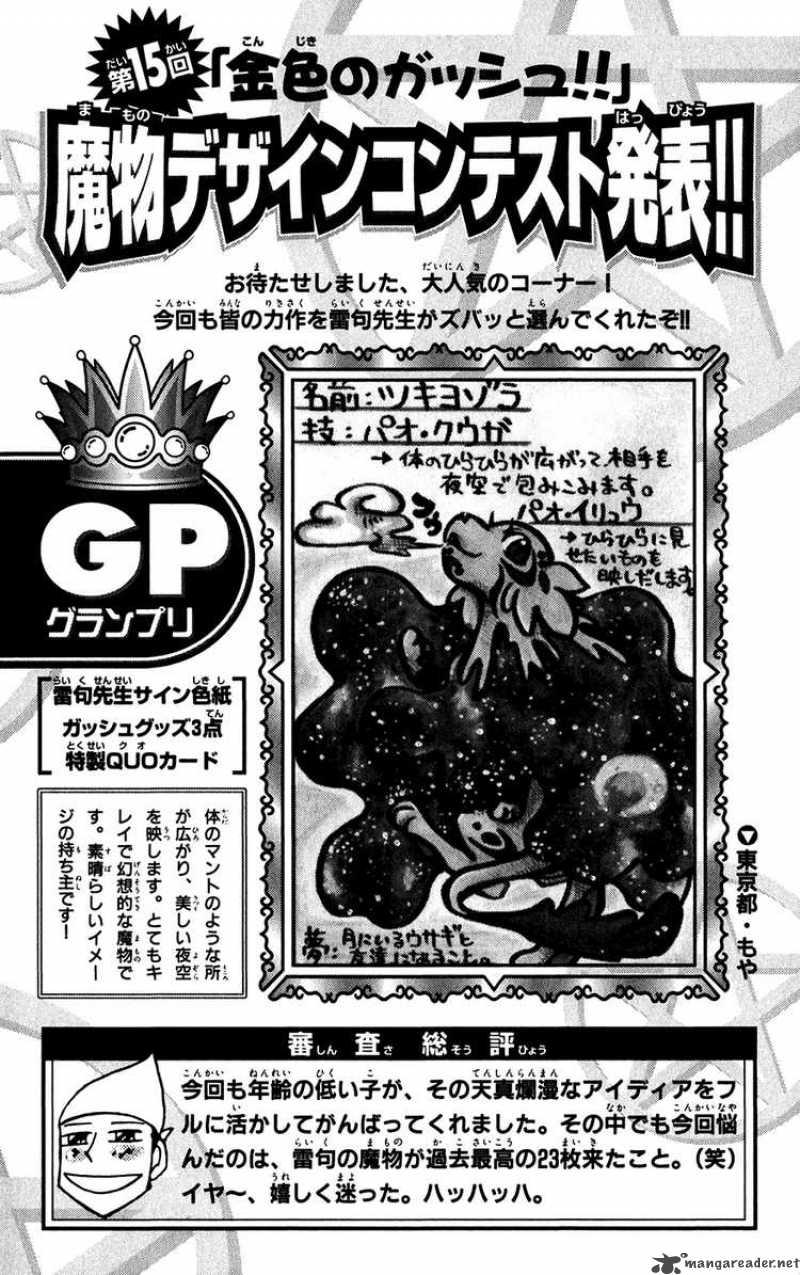 第15回
「金色のガッシュ!!」
魔物デザインコンテスト発表!!
お待たせしました、大人気のコーナー!
今回も皆の力作を雷句先生がズバッと選んでくれたぞ!!
GP
グランプリ
雷句先生サイン色紙
ガッシュグッズ3点
特製QUOカード
体のマントのような所
が広がり、美しい夜空
を映します。とてもキ
レイで幻想的な魔物で
す。素晴らしいイメー
ジの持ち主です!
名前:ツキヨゾラ
技:パオ・クウガ
→体のひらひらが広がって、相手を
夜空で包みこみます。
パオ・イリュウ
→ひらひらに見
せたいものを
映しだします。
フゥ
夢:月にいるウサギと
友達になること。
▽東京都・もや
審査総評
今回も年齢の低い子が、その天真爛漫なアイディアをフ
ルに活かしてがんばってくれました。その中でも今回悩
んだのは、雷句の魔物が過去最高の23枚来たこと。(笑)
イヤ〜、嬉しく迷った。ハッハッハ。
mangareader.net